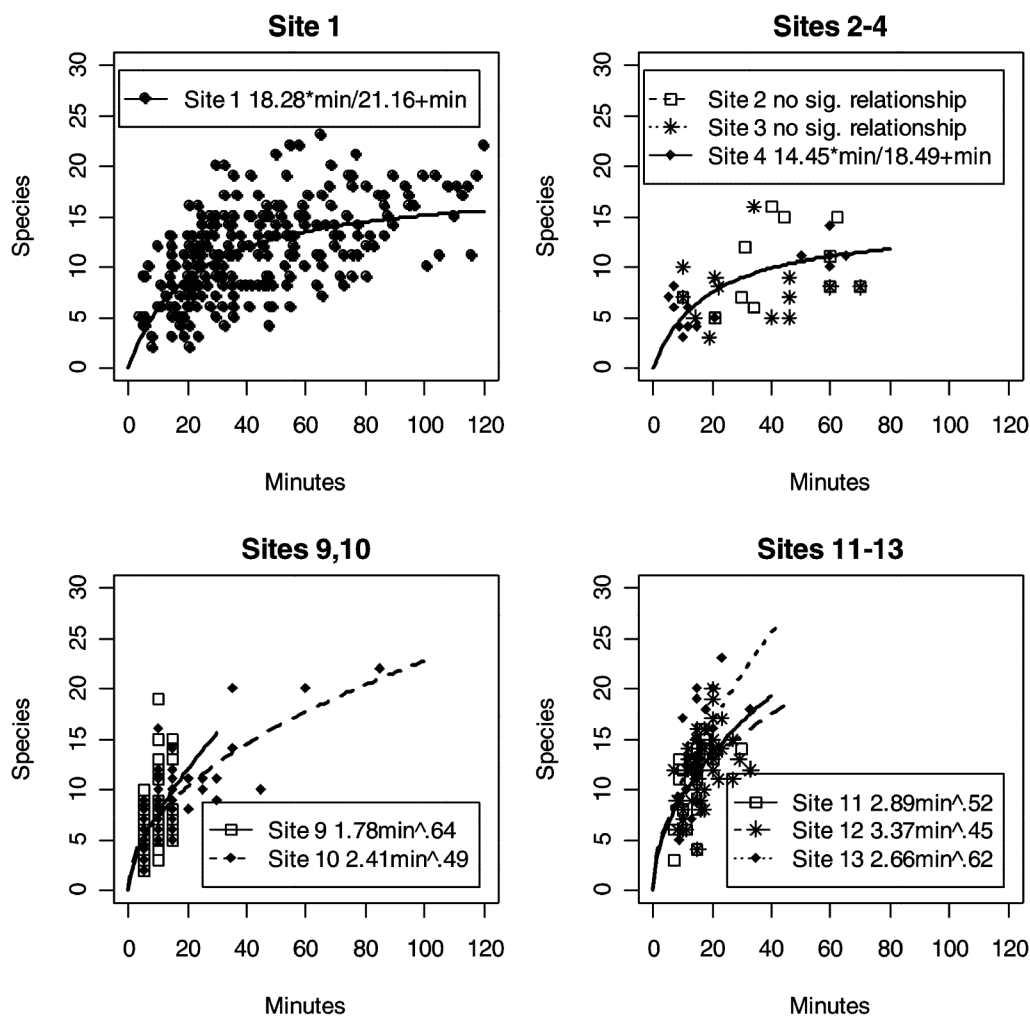 Site 1
Species
30
25
20
15
10
5
0
Site 1 18.28*min/21.16+min
0 20 40 60 80 100 120
Minutes
Sites 2-4
Species
30
25
20
15
10
5
0
Site 2 no sig. relationship
Site 3 no sig. relationship
Site 4 14.45*min/18.49+min
0 20 40 60 80 100 120
Minutes
Sites 9,10
Species
30
25
20
15
10
5
0
Site 9 1.78min^.64
Site 10 2.41min^.49
0 20 40 60 80 100 120
Minutes
Sites 11-13
Species
30
25
20
15
10
5
0
Site 11 2.89min^.52
Site 12 3.37min^.45
Site 13 2.66min^.62
0 20 40 60 80 100 120
Minutes